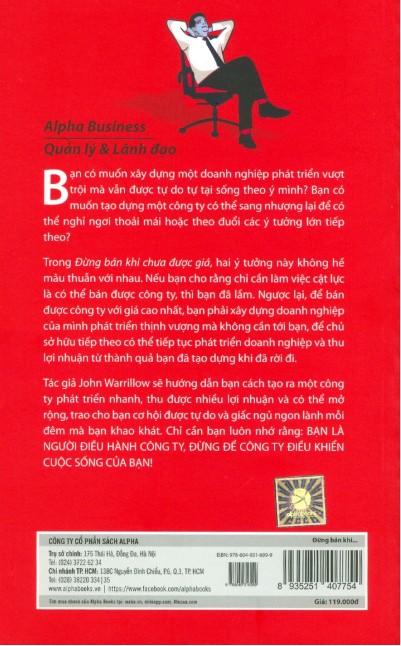 Alpha Business
Quản lý & Lãnh đạo
Bạn có muốn xây dựng một doanh nghiệp phát triển vượt
trội mà vẫn được tự do tự tại sống theo ý mình? Bạn có
muốn tạo dựng một công ty có thể sang nhượng lại để có
thể nghỉ ngơi thoải mái hoặc theo đuổi các ý tưởng lớn tiếp
theo?
Trong Đừng bán khi chưa được giá, hai ý tưởng này không hề
mâu thuẫn với nhau. Nếu bạn cho rằng chỉ cần làm việc cật lực
là có thể bán được công ty, thì bạn đã lầm. Ngược lại, để bán
được công ty với giá cao nhất, bạn phải xây dựng doanh nghiệp
của mình phát triển thịnh vượng mà không cần tới bạn, để chủ
sở hữu tiếp theo có thể tiếp tục phát triển doanh nghiệp và thu
lợi nhuận từ thành quả bạn đã tạo dựng khi đã rời đi.
Tác giả John Warrillow sẽ hướng dẫn bạn cách tạo ra một công
ty phát triển nhanh, thu được nhiều lợi nhuận và có thể mở
rộng, trao cho bạn cơ hội được tự do và giấc ngủ ngon lành mỗi
đêm mà bạn khao khát. Chỉ cần bạn luôn nhớ rằng: BẠN LÀ
NGƯỜI ĐIỀU HÀNH CÔNG TY, ĐỪNG ĐỂ CÔNG TY ĐIỀU KHIỂN
CUỘC SỐNG CỦA BẠN!
CÔNG TY CỔ PHẦN SÁCH ALPHA
Trụ sở chính: 176 Thái Hà, Đống Đa, Hà Nội
Tel: (024) 3722 62 34
Chi nhánh TP. HCM: 138C Nguyễn Đình Chiểu, P.6, Q.3, TP. HCM
Tel: (028) 38220 334|35
www.alphabooks.vn | https://www.facebook.com/alphabooks
Tìm mua ebook của Alpha Books tại: waka.vn,
Đừng bán khi...
8 935251 407754
Giá: 119.000đ